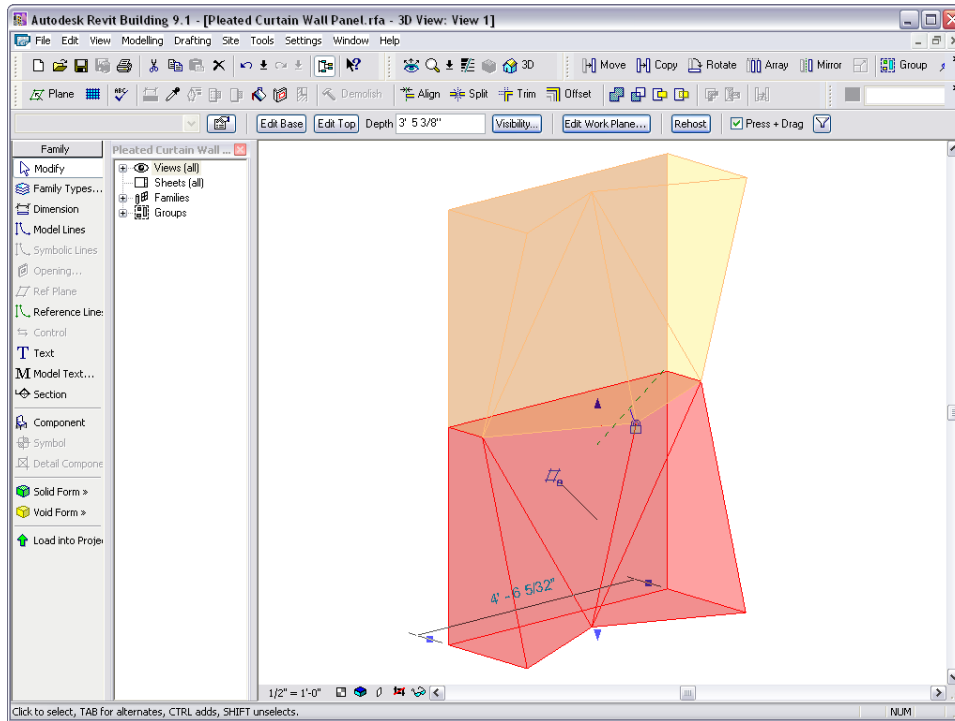 Autodesk Revit Building 9.1 - [Pleated Curtain Wall Panel.rfa - 3D View: View 1]
File Edit View Modelling Drafting Site Tools Settings Window Help
3D Move Copy Rotate Array Mirror Group
Plane Demolish Align Split Trim Offset
Edit Base Edit Top Depth 3' 5 3/8" Visibility... Edit Work Plane... Rehost Press + Drag
Family
Modify
Family Types...
Dimension
Model Lines
Symbolic Lines
Opening...
Ref Plane
Reference Line:
Control
Text
Model Text...
Section
Component
Symbol
Detail Compone
Solid Form »
Void Form »
Load into Proje
Pleated Curtain Wall ...
Views (all)
Sheets (all)
Families
Groups
4' - 6 5/32"
1/2" = 1'-0"
Click to select, TAB for alternates, CTRL adds, SHIFT unselects.
NUM